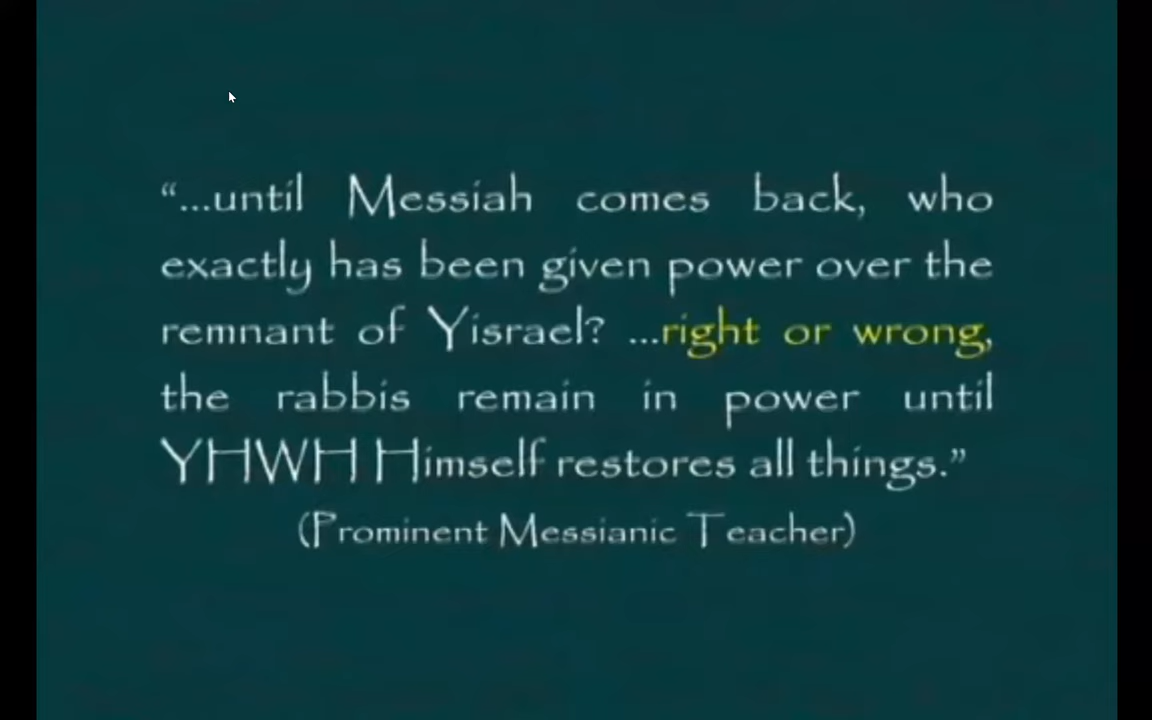 “...until Messiah comes back, who
exactly has been given power over the
remnant of Yisrael? ...right or wrong,
the rabbis remain in power until
YHWH Himself restores all things.”
(Prominent Messianic Teacher)